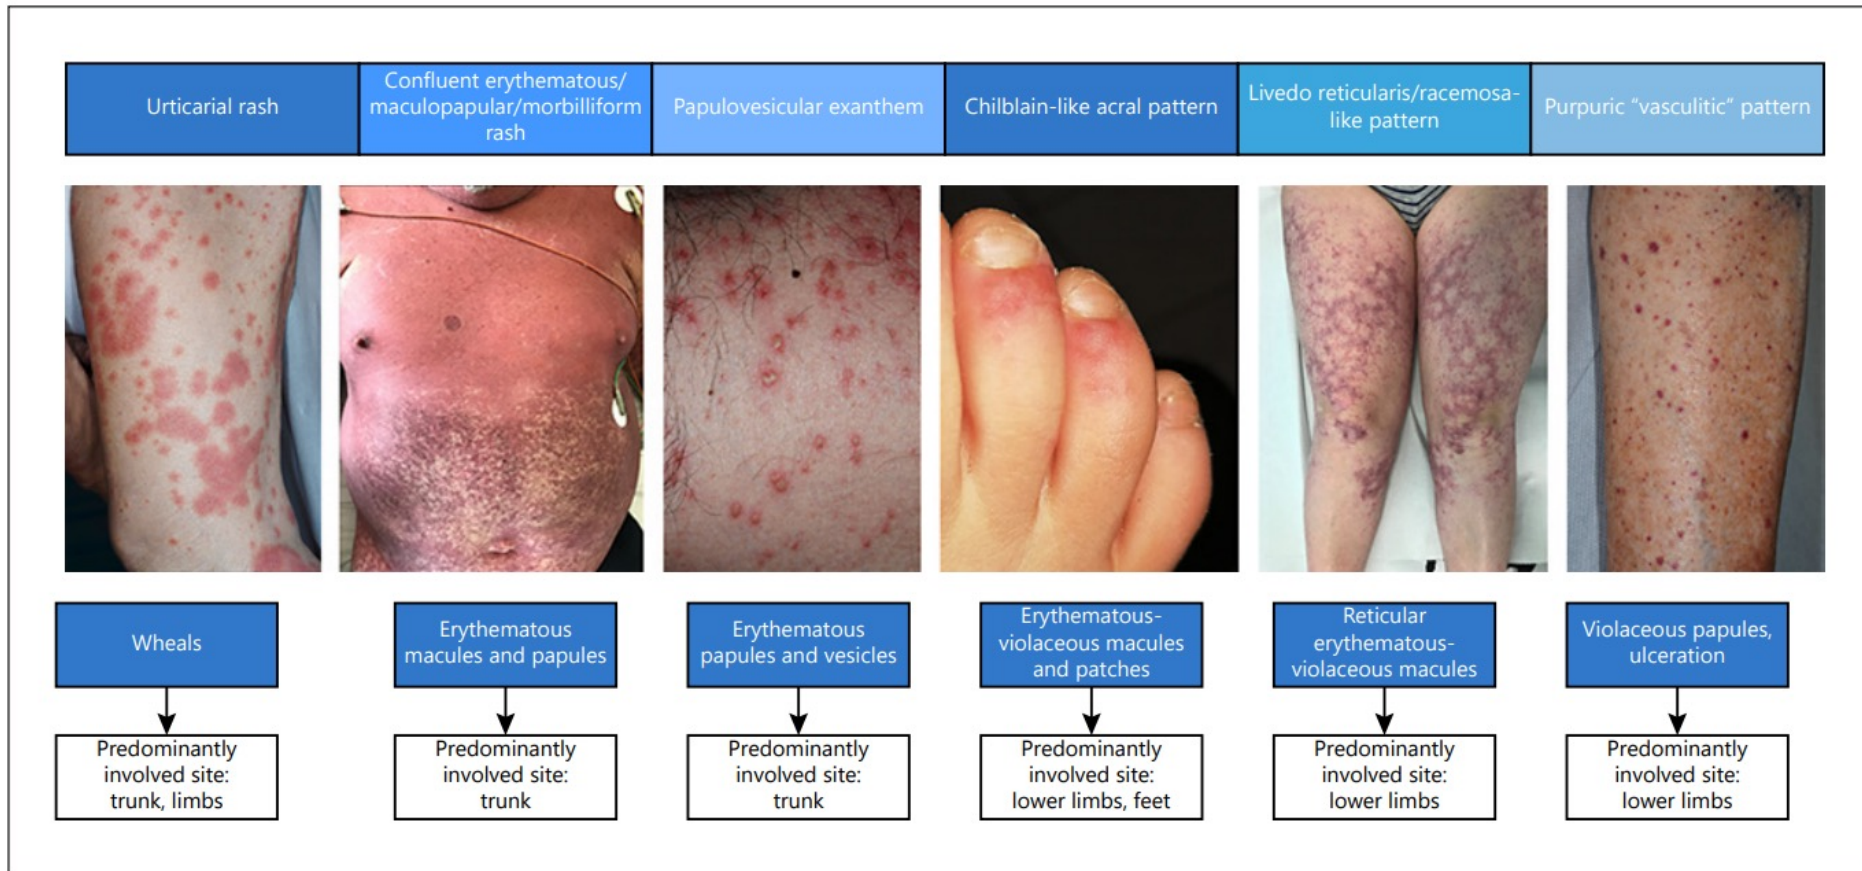 Urticarial rash
Confluent erythematous/
maculopapular/morbilliform
rash
Papulovesicular exanthem
Chilblain-like acral pattern
Livedo reticularis/racemosa-
like pattern
Purpuric “vasculitic” pattern
Wheals
Erythematous
macules and papules
Erythematous
papules and vesicles
Erythematous-
violaceous macules
and patches
Reticular
erythematous-
violaceous macules
Violaceous papules,
ulceration
Predominantly
involved site:
trunk, limbs
Predominantly
involved site:
trunk
Predominantly
involved site:
trunk
Predominantly
involved site:
lower limbs, feet
Predominantly
involved site:
lower limbs
Predominantly
involved site:
lower limbs